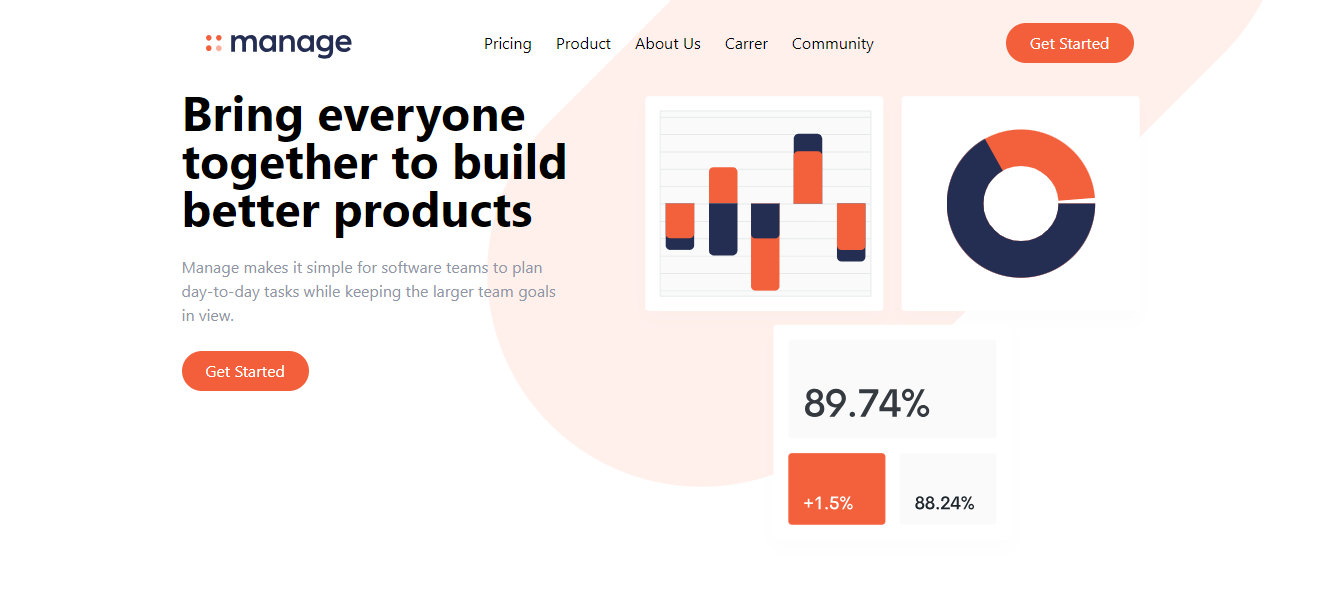 manage
Pricing Product About Us Carrer Community
Get Started
Bring everyone
together to build
better products
Manage makes it simple for software teams to plan
day-to-day tasks while keeping the larger team goals
in view.
Get Started
89.74%
+1.5% 88.24%